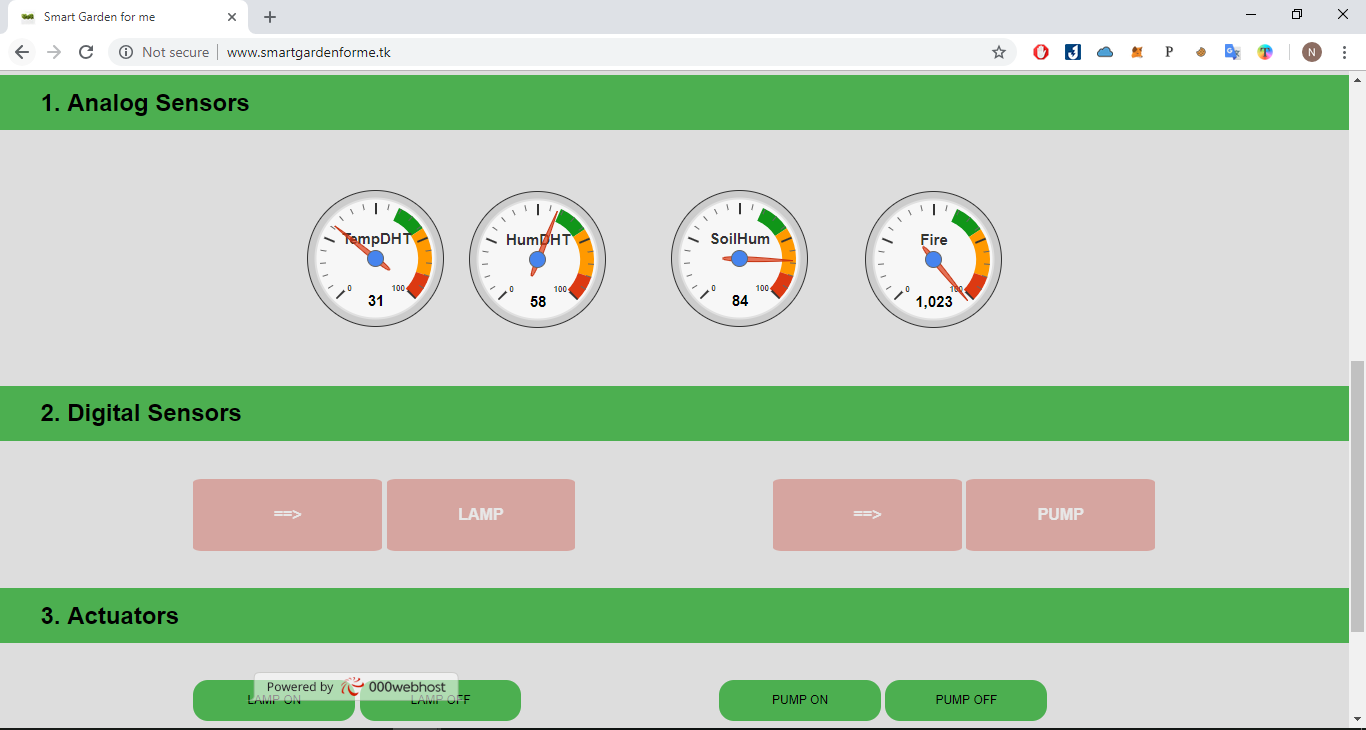 Smart Garden for me
Not secure
www.smartgardenforme.tk
P
N
1. Analog Sensors
TempDHT
0
100
31
HumDHT
0
100
58
SoilHum
0
100
84
Fire
0
100
1,023
2. Digital Sensors
==>
LAMP
==>
PUMP
3. Actuators
Powered by 000webhost
LAMP ON
LAMP OFF
PUMP ON
PUMP OFF